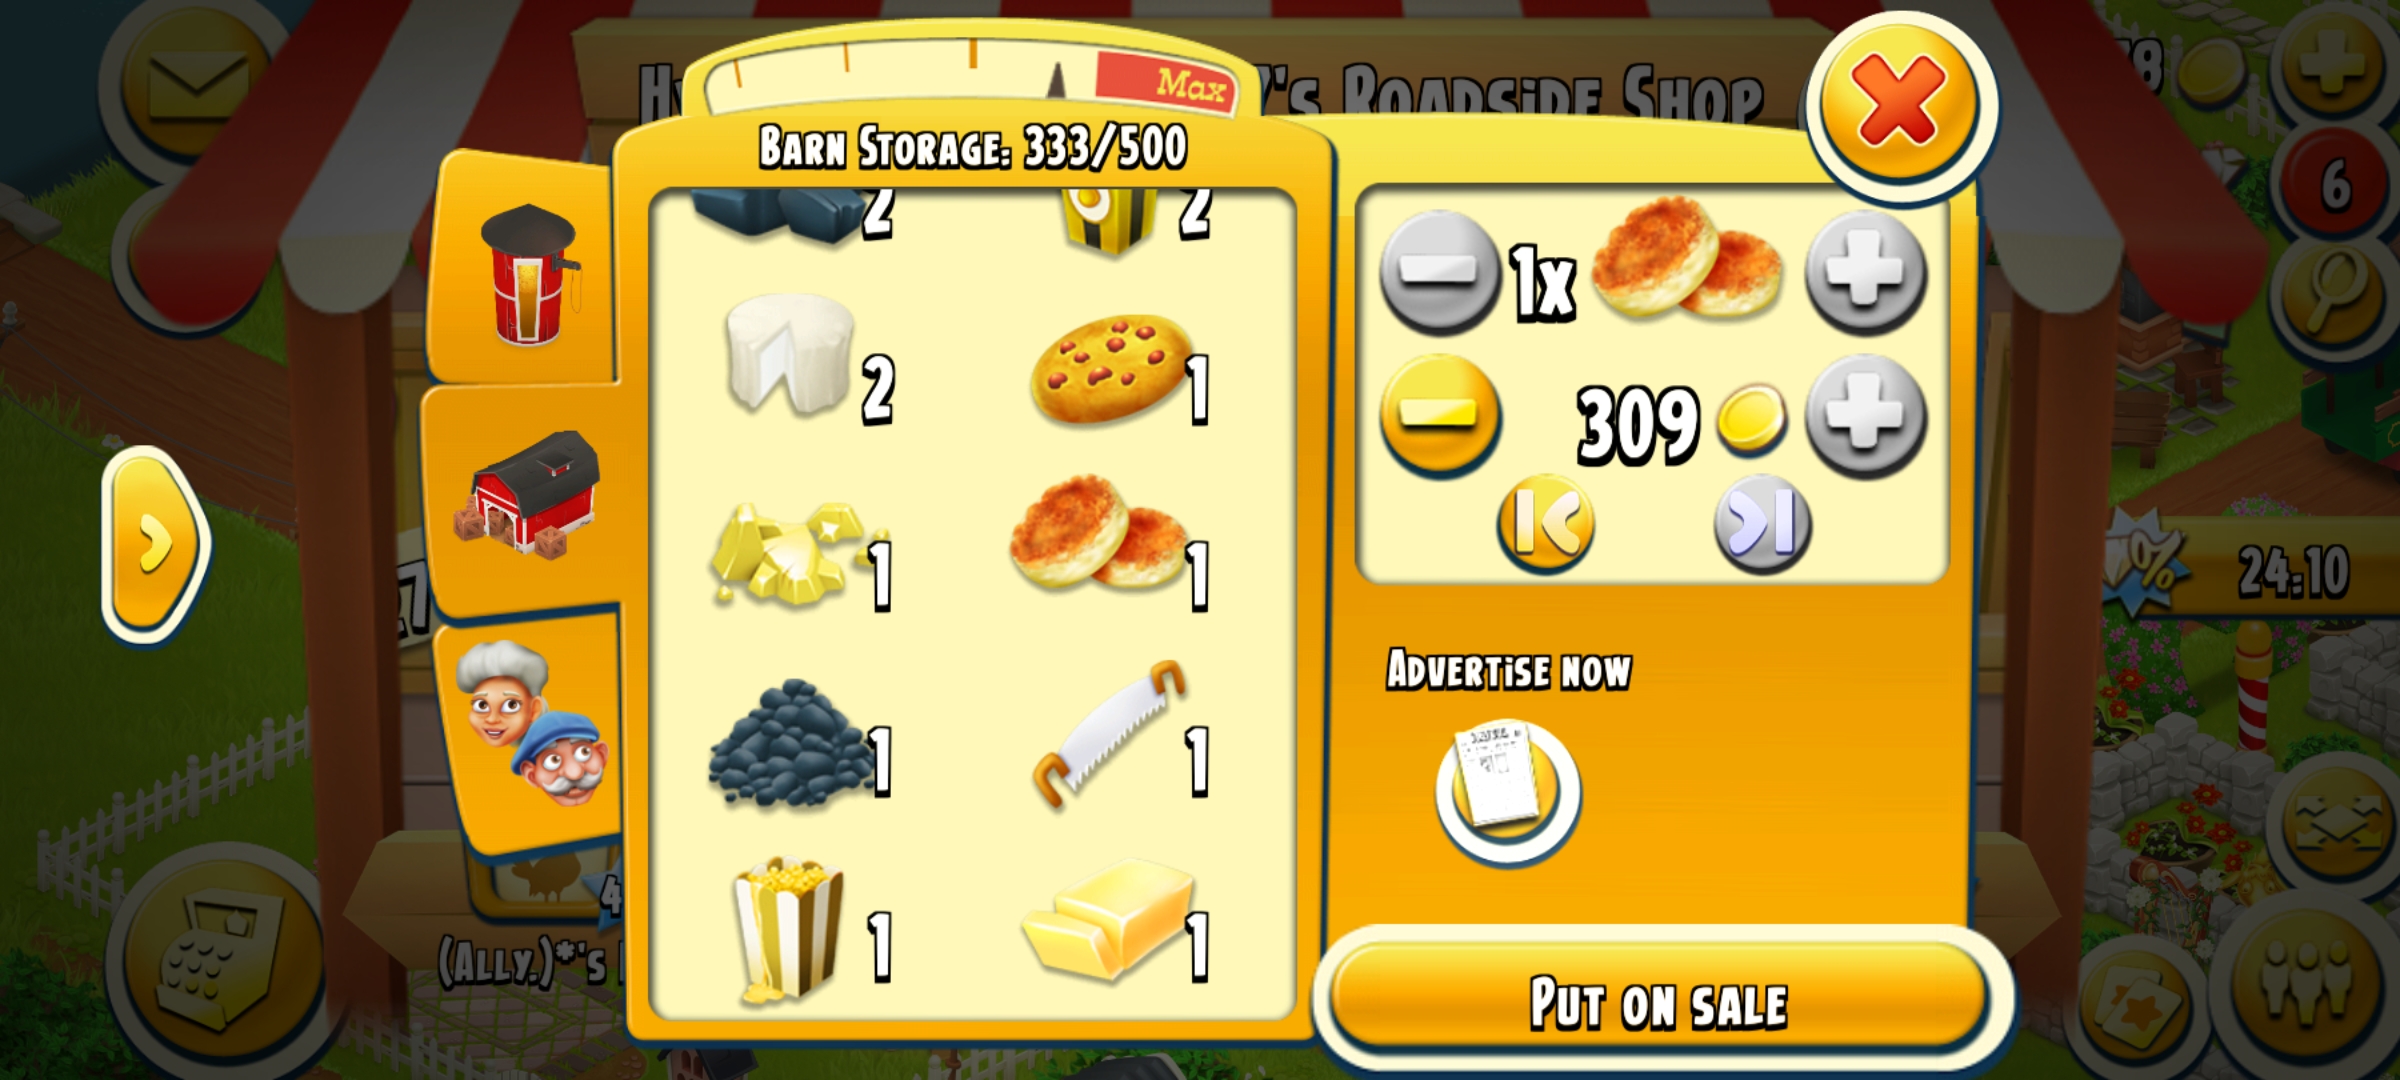 's Roadside Shop
Max
Barn Storage: 333/500
2
2
2
1
1
1
1
1
1
1
1x
309
Advertise now
Put on sale
6
24:10
(Ally.)*'s